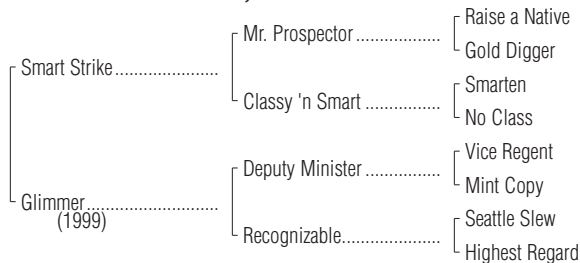 Raise a Native
Mr. Prospector ..................
Gold Digger
Smart Strike......................
Smarten
Classy 'n Smart ................
No Class
Vice Regent
Deputy Minister ................
Mint Copy
Glimmer............................
(1999)
Seattle Slew
Recognizable.....................
Highest Regard